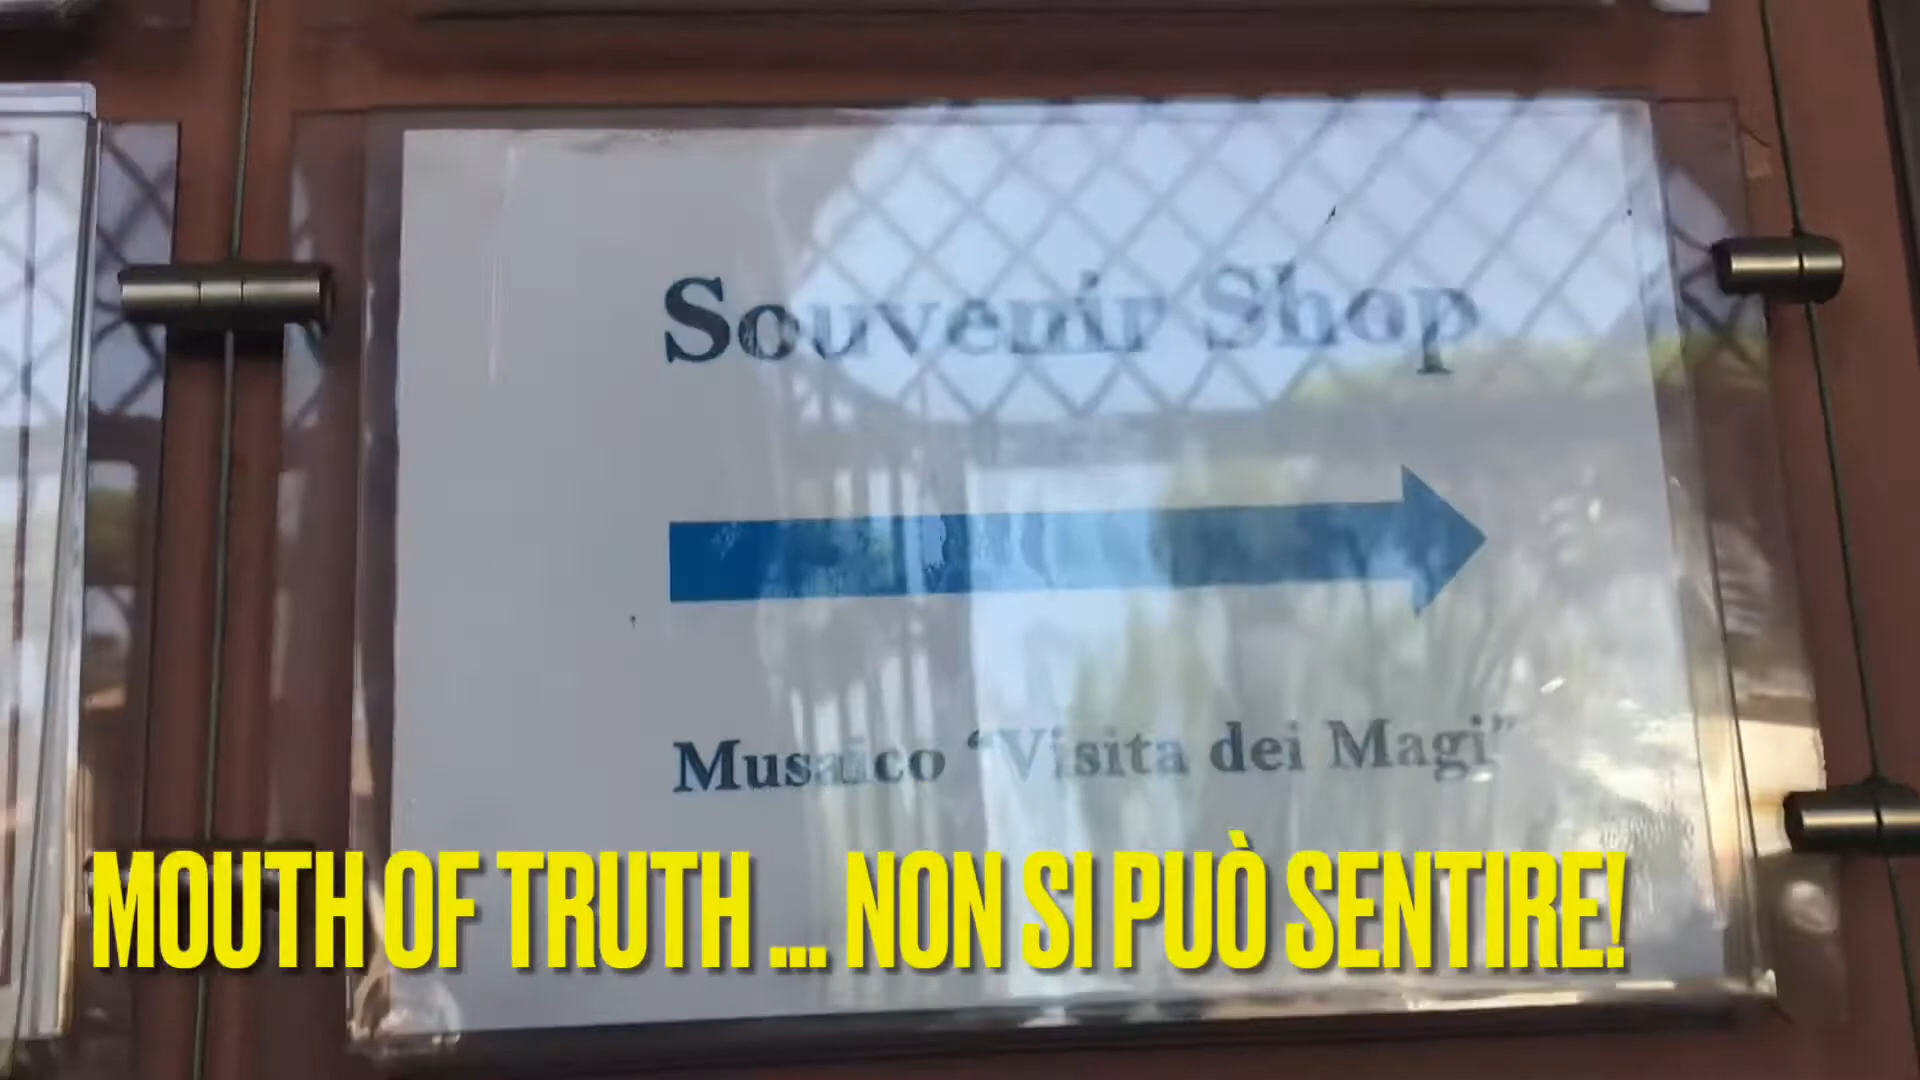 Souvenir Shop
Musaico “Visita dei Magi”
MOUTH OF TRUTH ... NON SI PUÒ SENTIRE!